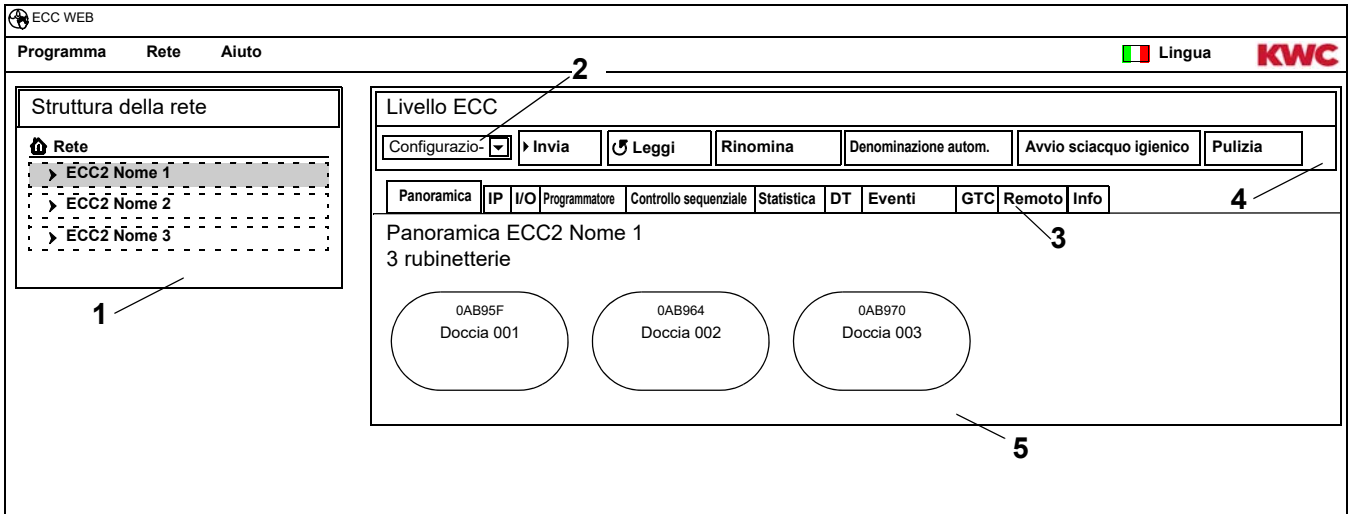 ECC WEB
Programma Rete Aiuto Lingua KWC
2
Struttura della rete
Rete
ECC2 Nome 1
ECC2 Nome 2
ECC2 Nome 3
1
Livello ECC
Configurazio- Invia Leggi Rinomina Denominazione autom. Avvio sciacquo igienico Pulizia
4
Panoramica IP I/O Programmatore Controllo sequenziale Statistica DT Eventi GTC Remoto Info
3
Panoramica ECC2 Nome 1
3 rubinetterie
0AB95F
Doccia 001
0AB964
Doccia 002
0AB970
Doccia 003
5